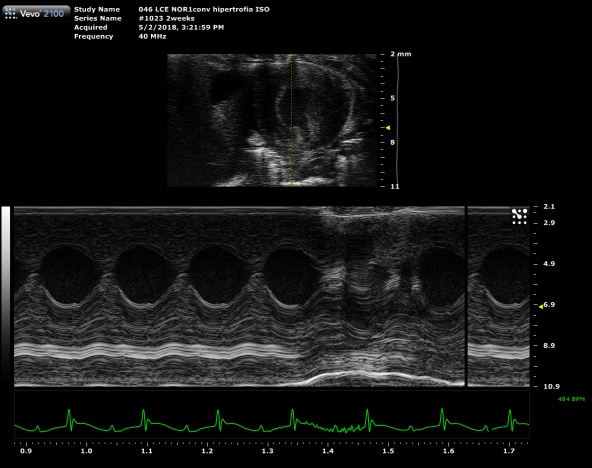 Vevo 2100
Study Name 046 LCE NOR1conv hipertrofia ISO
Series Name #1023 2weeks
Acquired 5/2/2018, 3:21:59 PM
Frequency 40 MHz
2 mm
5
8
11
2.1
2.9
4.9
6.9
8.9
10.9
484 BPM
0.9 1.0 1.1 1.2 1.3 1.4 1.5 1.6 1.7